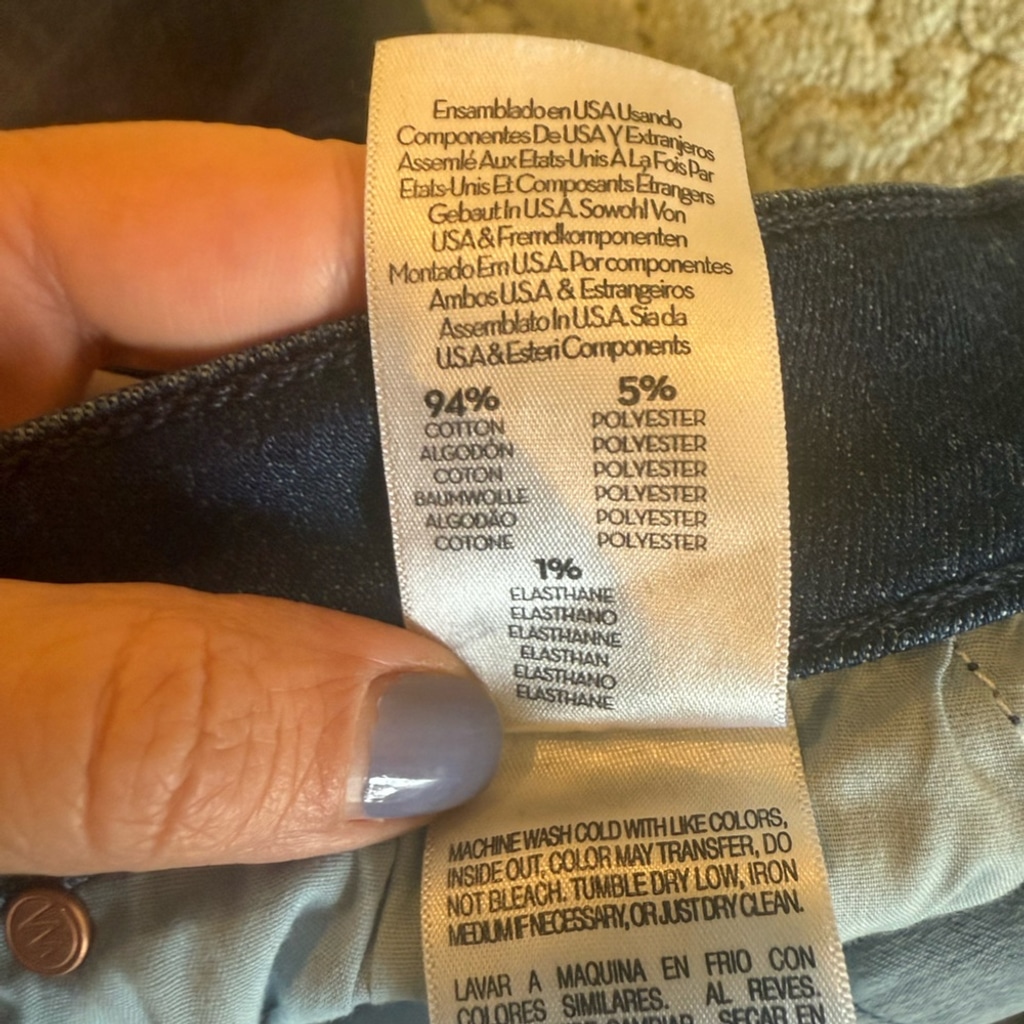 Ensamblado en USA Usando
Componentes De USA Y Extranjeros
Assemlé Aux Etats-Unis À La Fois Par
Etats-Unis Et Composants Étrangers
Gebaut In U.S.A. Sowohl Von
USA & Fremdkomponenten
Montado Em U.S.A. Por componentes
Ambos U.S.A & Estrangeiros
Assemblato In U.S.A. Sia da
U.S.A & Esteri Components
94%
COTTON
ALGODÓN
COTON
BAUMWOLLE
ALGODÃO
COTONE
5%
POLYESTER
POLYESTER
POLYESTER
POLYESTER
POLYESTER
POLYESTER
1%
ELASTHANE
ELASTHANO
ELASTHANNE
ELASTHAN
ELASTHANO
ELASTHANE
MACHINE WASH COLD WITH LIKE COLORS,
INSIDE OUT, COLOR MAY TRANSFER, DO
NOT BLEACH. TUMBLE DRY LOW, IRON
MEDIUM IF NECESSARY, OR JUST DRY CLEAN.
LAVAR A MAQUINA EN FRIO CON
COLORES SIMILARES. AL REVES.
CAMBIAR. SECAR EN